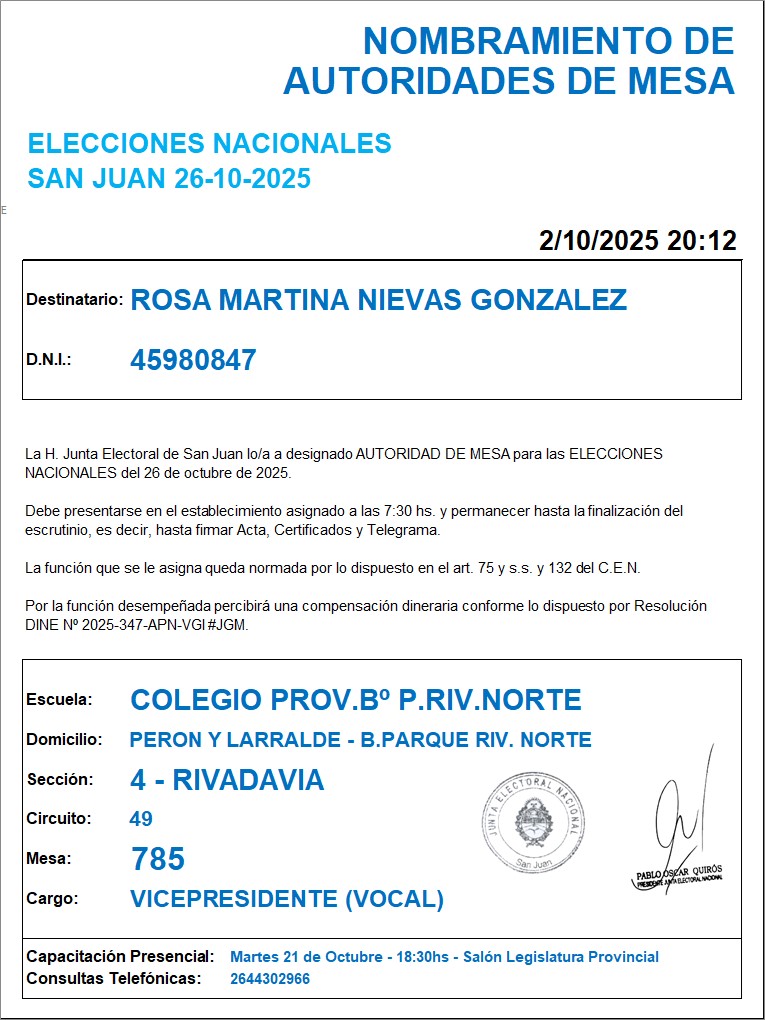 NOMBRAMIENTO DE
AUTORIDADES DE MESA
ELECCIONES NACIONALES
SAN JUAN 26-10-2025
E
2/10/2025 20:12
Destinatario: ROSA MARTINA NIEVAS GONZALEZ
D.N.I.: 45980847
La H. Junta Electoral de San Juan lo/a a designado AUTORIDAD DE MESA para las ELECCIONES
NACIONALES del 26 de octubre de 2025.
Debe presentarse en el establecimiento asignado a las 7:30 hs. y permanecer hasta la finalización del
escrutinio, es decir, hasta firmar Acta, Certificados y Telegrama.
La función que se le asigna queda normada por lo dispuesto en el art. 75 y s.s. y 132 del C.E.N.
Por la función desempeñada percibirá una compensación dineraria conforme lo dispuesto por Resolución
DINE Nº 2025-347-APN-VGI#JGM.
Escuela: COLEGIO PROV.Bº P.RIV.NORTE
Domicilio: PERON Y LARRALDE - B.PARQUE RIV. NORTE
Sección: 4 - RIVADAVIA
Circuito: 49
Mesa: 785
Cargo: VICEPRESIDENTE (VOCAL)
JUNTA ELECTORAL NACIONAL
San Juan
PABLO OSCAR QUIRÓS
PRESIDENTE JUNTA ELECTORAL NACIONAL
Capacitación Presencial: Martes 21 de Octubre - 18:30hs - Salón Legislatura Provincial
Consultas Telefónicas: 2644302966